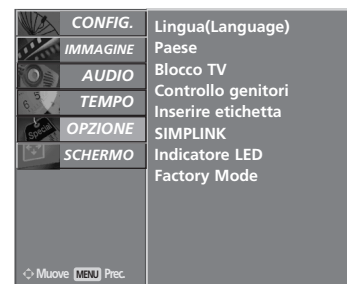 CONFIG.
IMMAGINE
AUDIO
TEMPO
OPZIONE
SCHERMO
Lingua(Language)
Paese
Blocco TV
Controllo genitori
Inserire etichetta
SIMPLINK
Indicatore LED
Factory Mode
Muove MENU Prec.